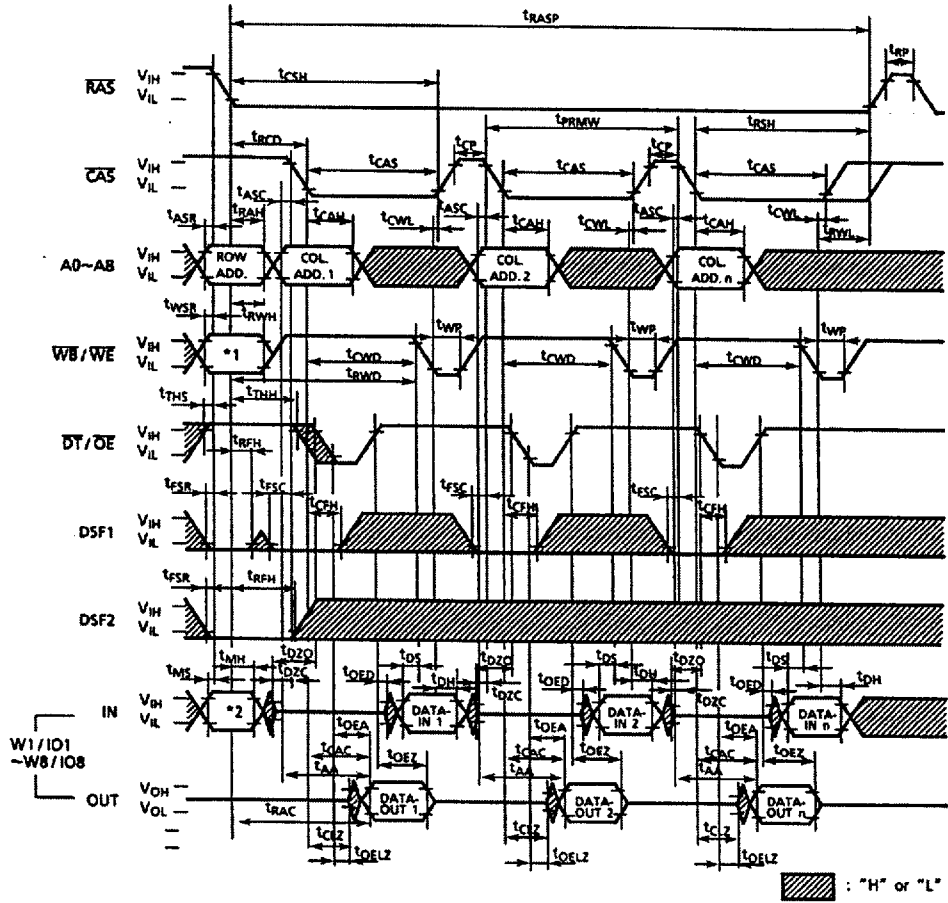 tRASP
tRP
RAS VIH VIL tCSH
tRCD tCP tPRMW tCP tRSH
CAS VIH VIL tCAS tCAS tCAS
tASC tASC tASC tCWL
tASR tRAH tCAH tCWL tCAH tCWL tCAH tRWL
A0~A8 VIH VIL ROW ADD. COL. ADD. 1 COL. ADD. 2 COL. ADD. n
tWSR tRWH
WB/WE VIH VIL *1 tWP tWP tWP
tCWD tCWD tCWD
tRWD
tTHS tTHH
DT/OE VIH VIL
tRFH
tFSR tFSC tFSC tFSC
tCFH tCFH tCFH
DSF1 VIH VIL
tFSR tRFH
DSF2 VIH VIL
tMH tDZO tDS tDZO tDS tDZO tDS
tMS tDZC tOED tDH tDZC tOED tDH tDZC tOED tDH
IN VIH VIL *2 DATA-IN 1 DATA-IN 2 DATA-IN n
W1/IO1 ~W8/IO8
tOEA tOEA tOEA
tCAC tOEZ tCAC tOEZ tCAC tOEZ
tAA tAA tAA
OUT VOH VOL DATA-OUT 1 DATA-OUT 2 DATA-OUT n
tRAC
tCLZ tCLZ tCLZ
tOELZ tOELZ tOELZ
: "H" or "L"